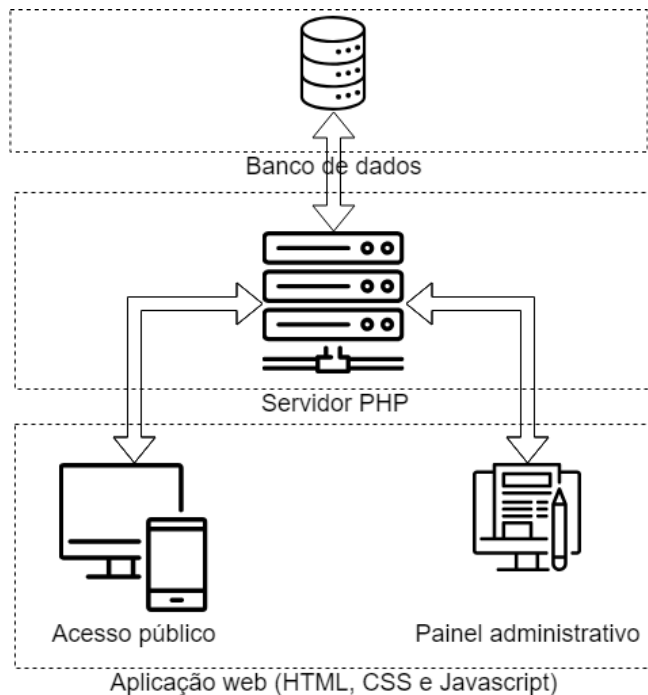 Banco de dados
Servidor PHP
Acesso público
Painel administrativo
Aplicação web (HTML, CSS e Javascript)